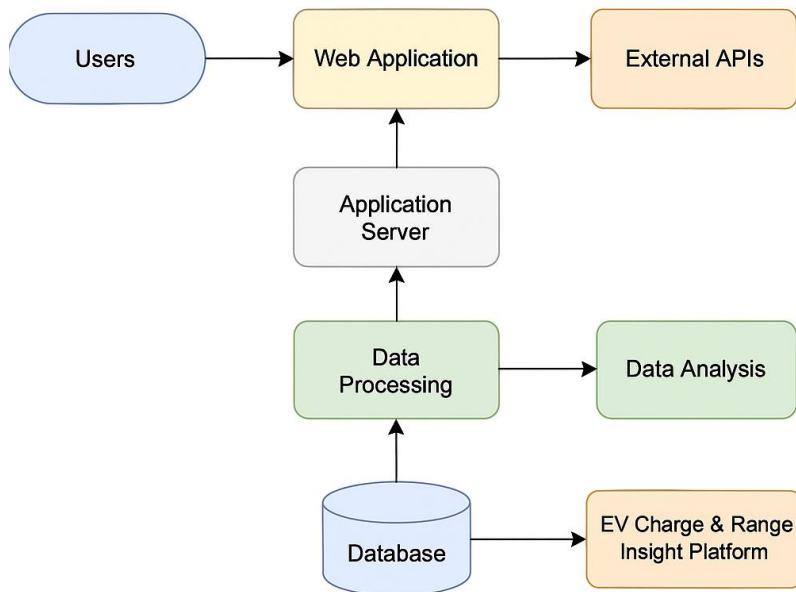 Users
Web Application
External APIs
Application
Server
Data
Processing
Data Analysis
Database
EV Charge & Range
Insight Platform